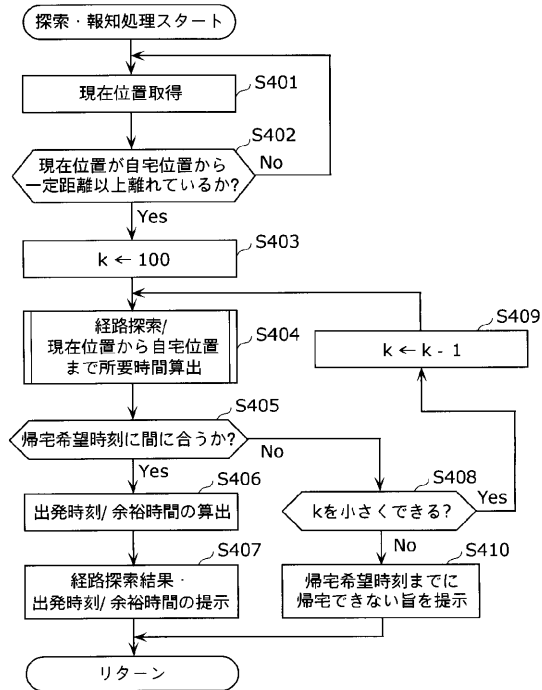 探索・報知処理スタート
現在位置取得
S401
S402
現在位置が自宅位置から
一定距離以上離れているか?
No
Yes
k ← 100
S403
経路探索/
現在位置から自宅位置
まで所要時間算出
S404
S409
k ← k - 1
S405
帰宅希望時刻に間に合うか?
No
Yes
S406
出発時刻/余裕時間の算出
S408
kを小さくできる?
Yes
No
S407
経路探索結果・
出発時刻/余裕時間の提示
S410
帰宅希望時刻までに
帰宅できない旨を提示
リターン